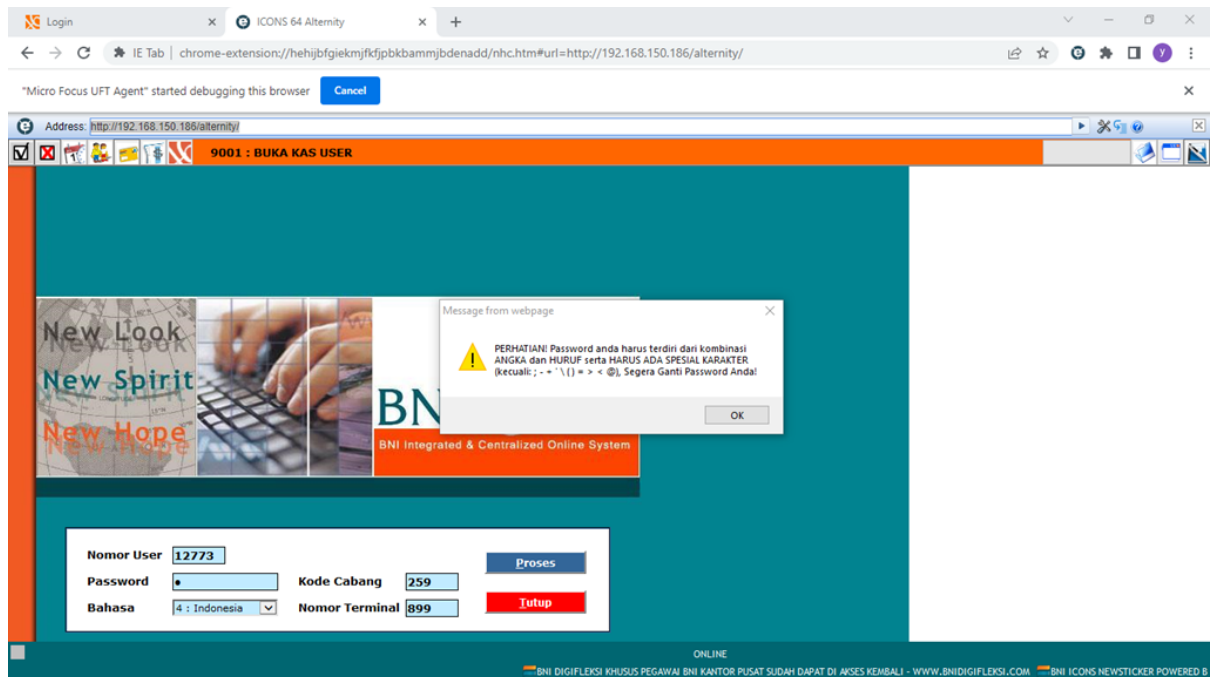 Login
ICONS 64 Alternity
IE Tab | chrome-extension://hehijbfgiekmjfkfjpbkbammjbdenadd/nhc.htm#url=http://192.168.150.186/alternity/
"Micro Focus UFT Agent" started debugging this browser Cancel
Address: http://192.168.150.186/alternity/
9001 : BUKA KAS USER
Message from webpage
PERHATIAN! Password anda harus terdiri dari kombinasi
ANGKA dan HURUF serta HARUS ADA SPESIAL KARAKTER
(kecuali: ; - + ' \ () = > < @), Segera Ganti Password Anda!
OK
New Look
New Spirit
New Hope
BN
BNI Integrated & Centralized Online System
Nomor User 12773
Proses
Password • Kode Cabang 259
Bahasa 4 : Indonesia Nomor Terminal 899
Tutup
ONLINE
BNI DIGIFLEKSI KHUSUS PEGAWAI BNI KANTOR PUSAT SUDAH DAPAT DI AKSES KEMBALI - WWW.BNIDIGIFLEKSI.COM BNI ICONS NEWSTICKER POWERED B